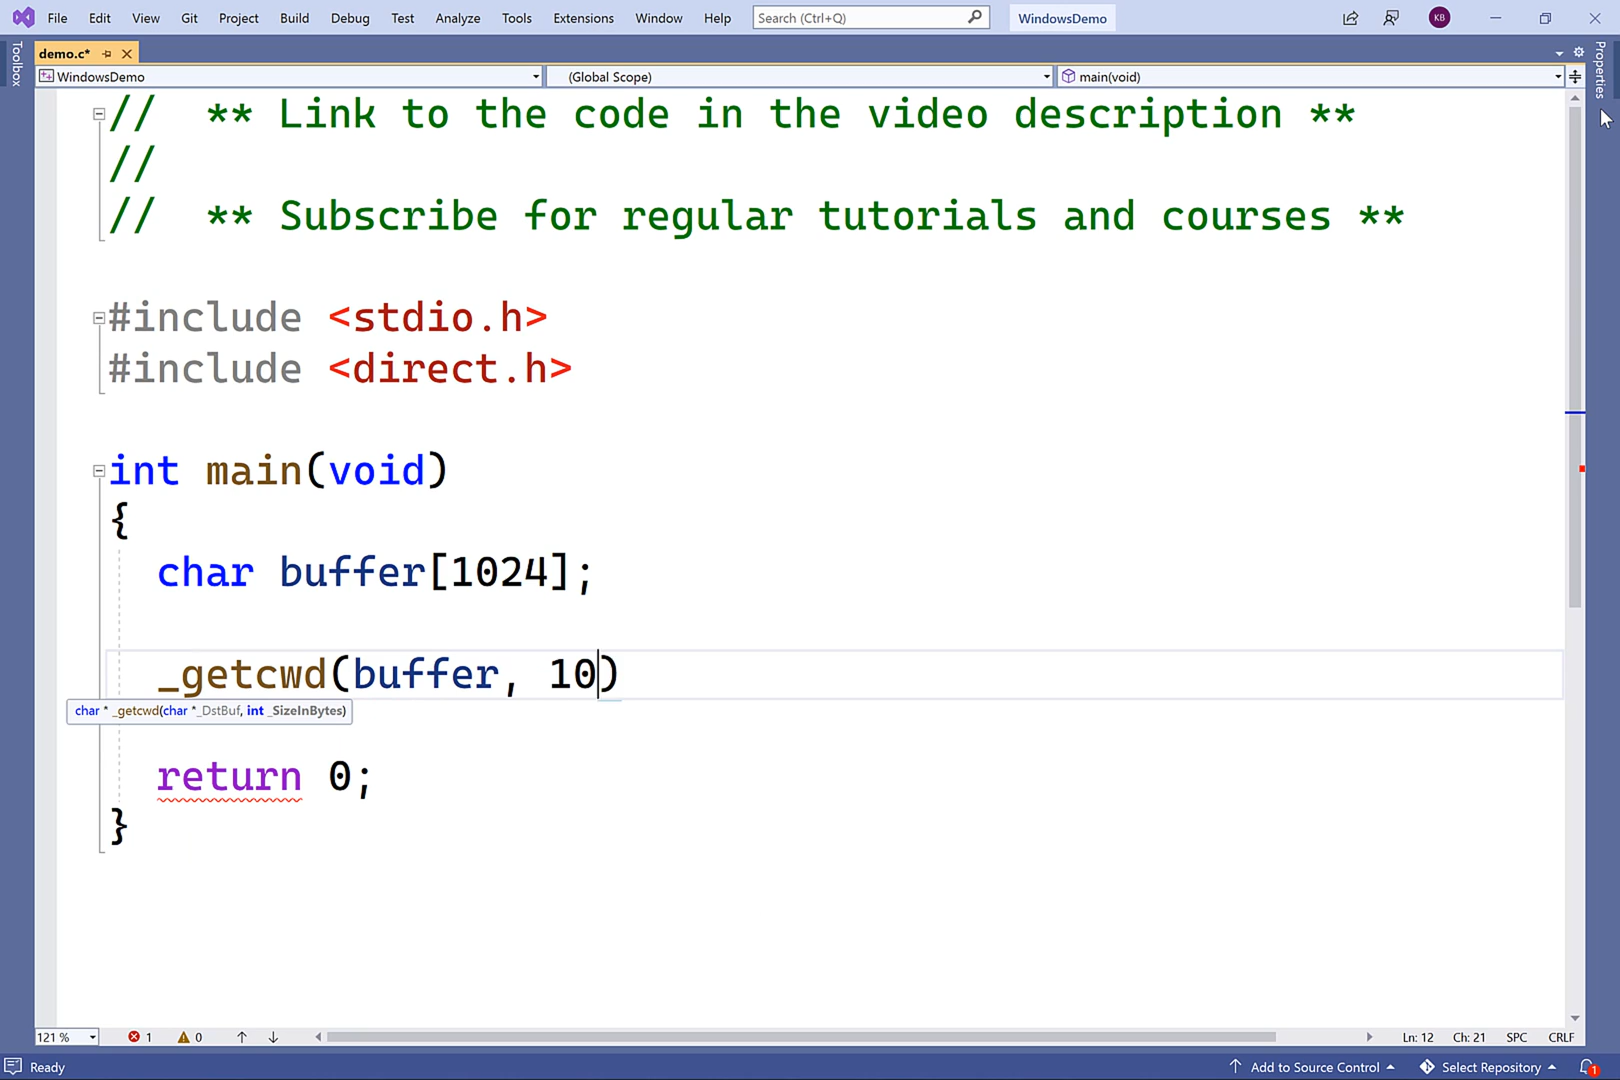 File Edit View Git Project Build Debug Test Analyze Tools Extensions Window Help Search (Ctrl+Q) WindowsDemo KB
Toolbox
demo.c*
Properties
WindowsDemo (Global Scope) main(void)
// ** Link to the code in the video description **
//
// ** Subscribe for regular tutorials and courses **
#include <stdio.h>
#include <direct.h>
int main(void)
{
char buffer[1024];
_getcwd(buffer, 10)
char * _getcwd(char *_DstBuf, int _SizeInBytes)
return 0;
}
121 % 1 0 Ln: 12 Ch: 21 SPC CRLF
Ready Add to Source Control Select Repository 1